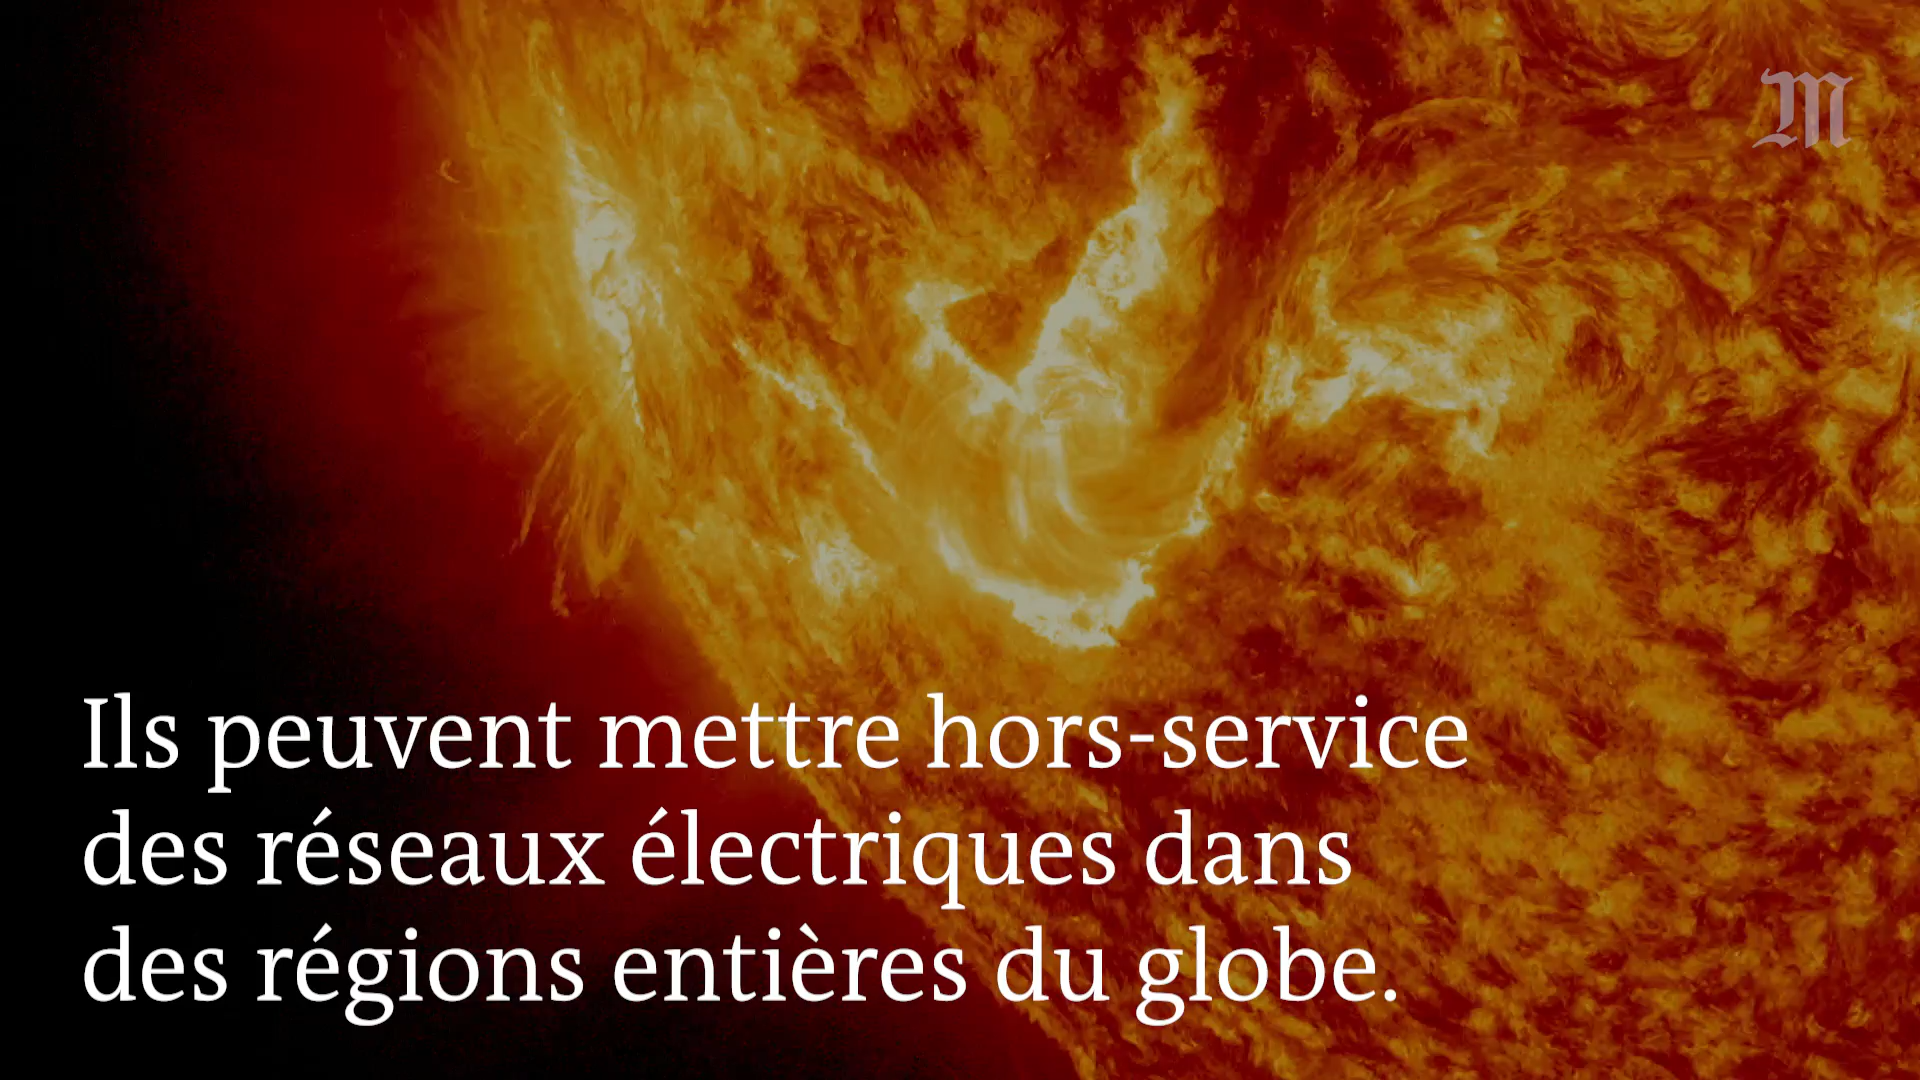 M
Ils peuvent mettre hors-service
des réseaux électriques dans
des régions entières du globe.